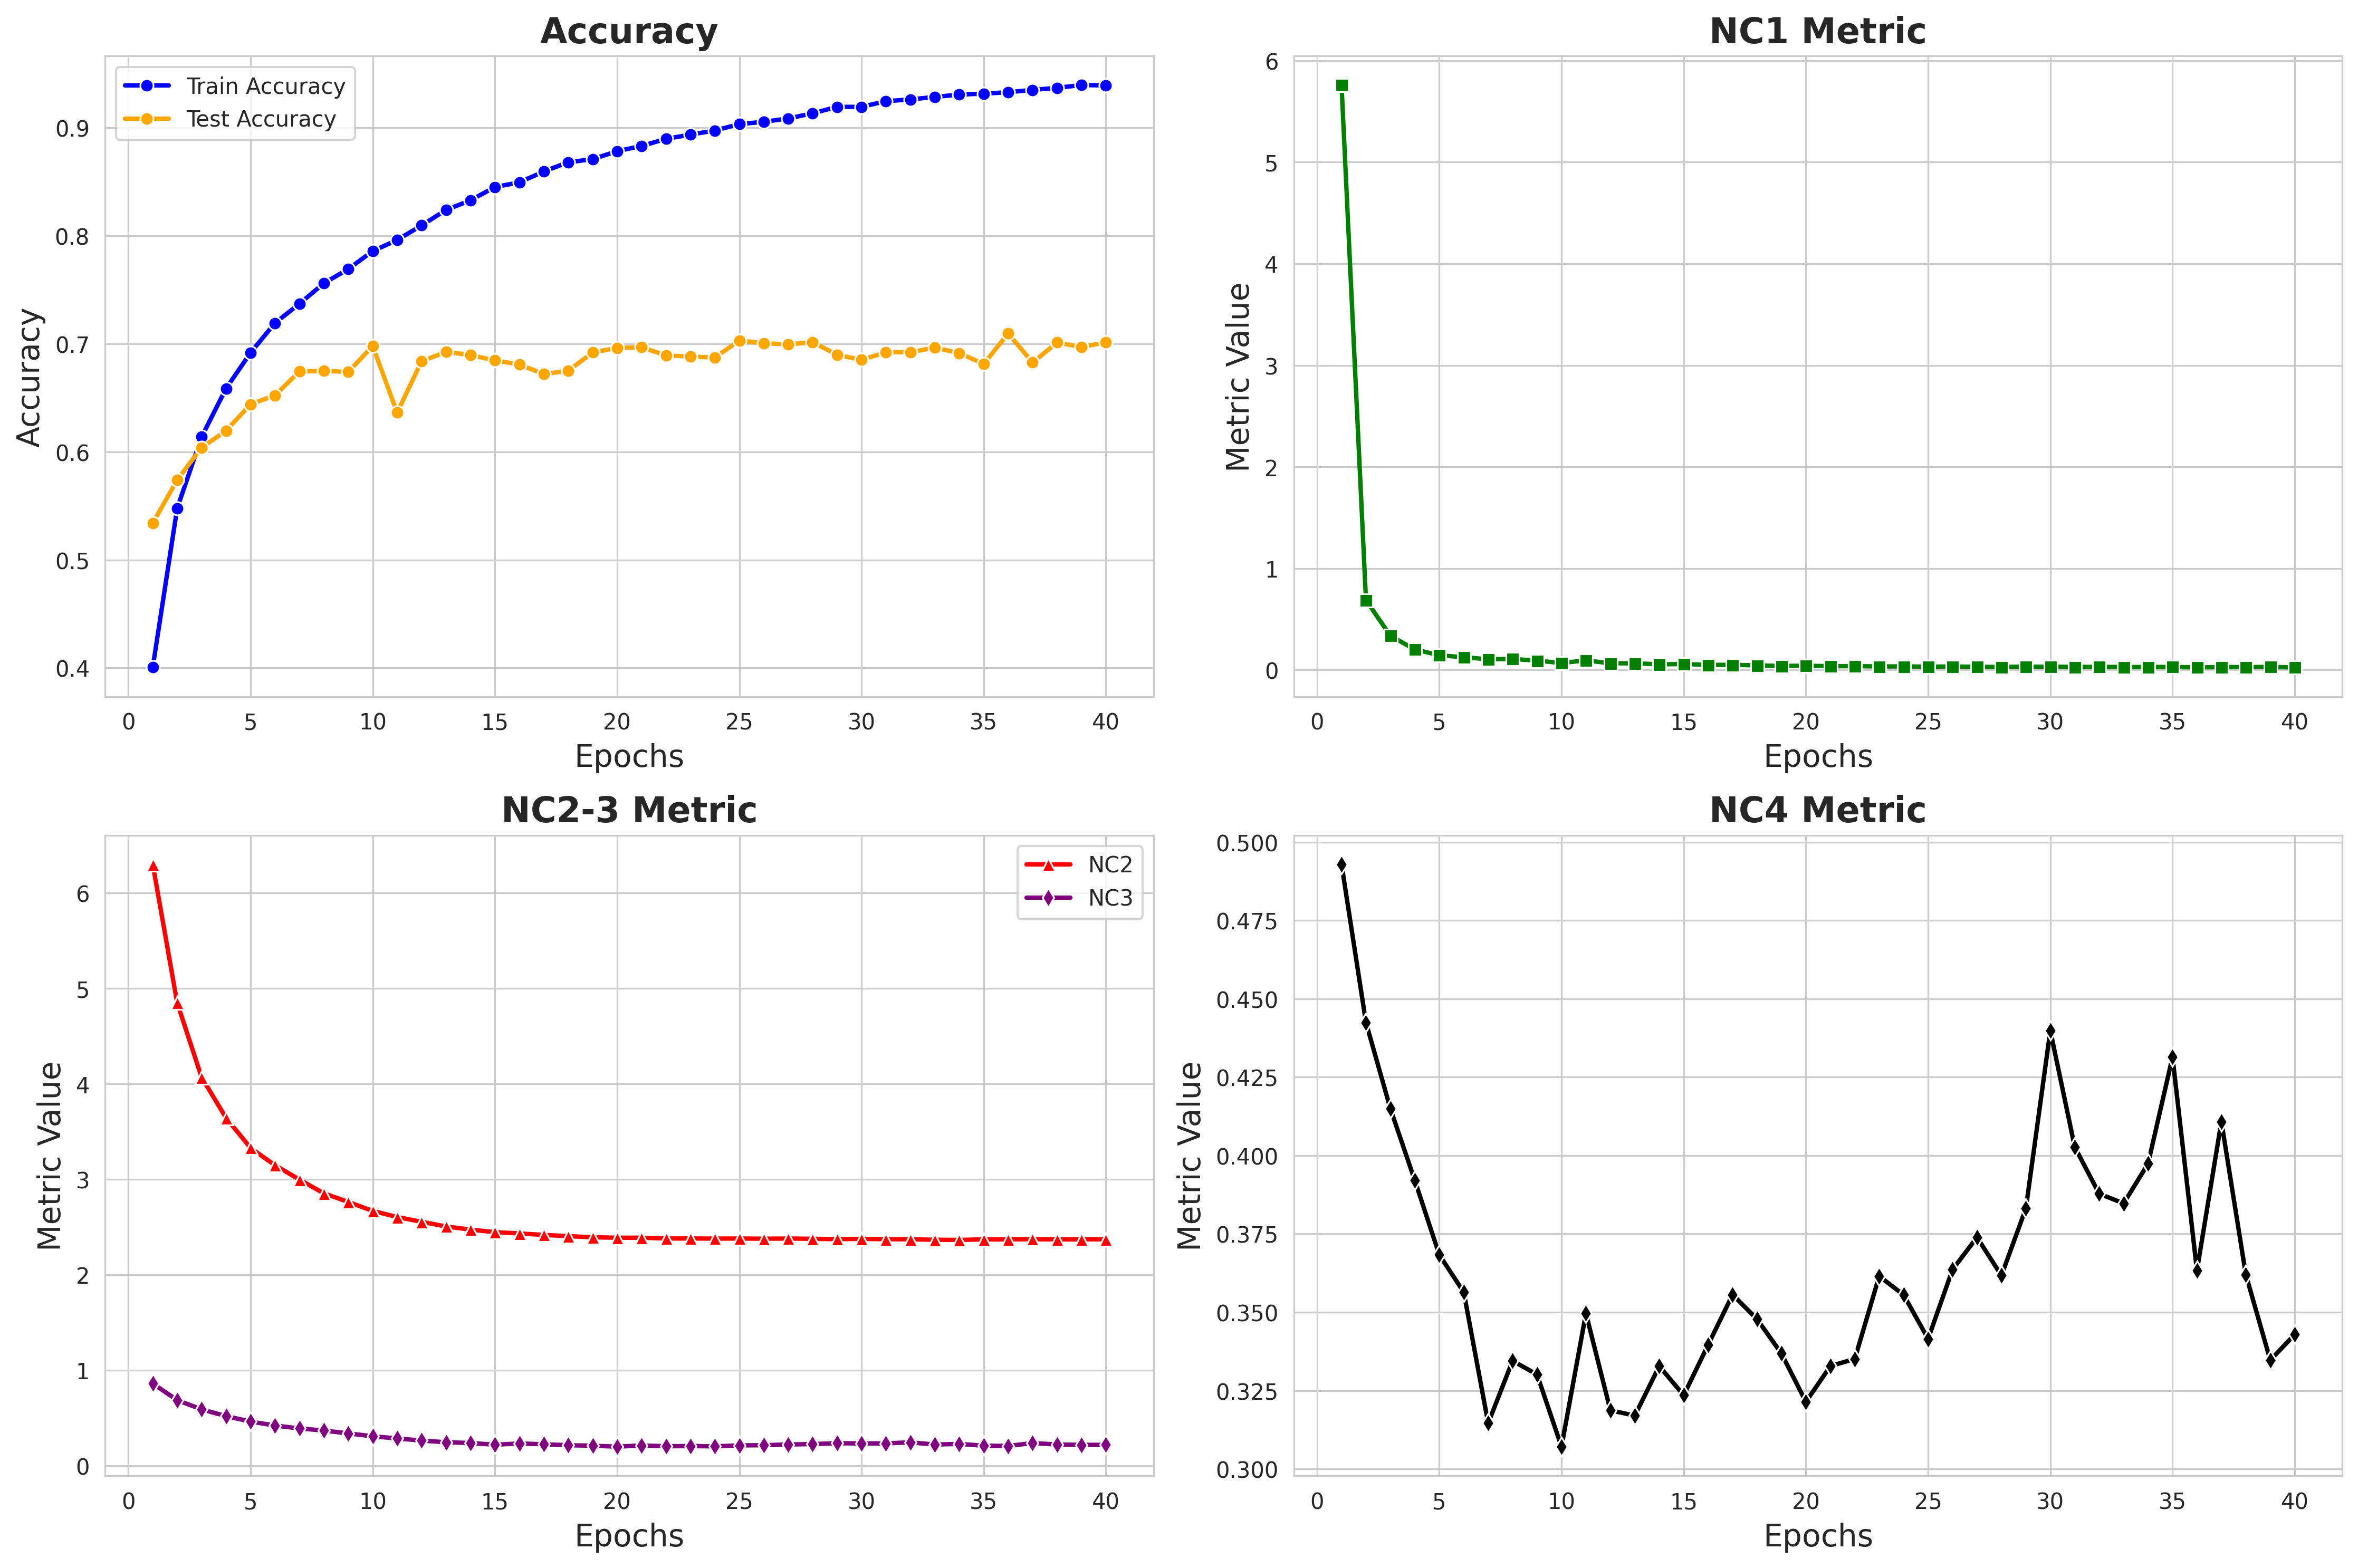 Accuracy
Train Accuracy
Test Accuracy
Accuracy
0.9
0.8
0.7
0.6
0.5
0.4
0 5 10 15 20 25 30 35 40
Epochs
NC1 Metric
Metric Value
6
5
4
3
2
1
0
0 5 10 15 20 25 30 35 40
Epochs
NC2-3 Metric
NC2
NC3
Metric Value
6
5
4
3
2
1
0
0 5 10 15 20 25 30 35 40
Epochs
NC4 Metric
Metric Value
0.500
0.475
0.450
0.425
0.400
0.375
0.350
0.325
0.300
0 5 10 15 20 25 30 35 40
Epochs